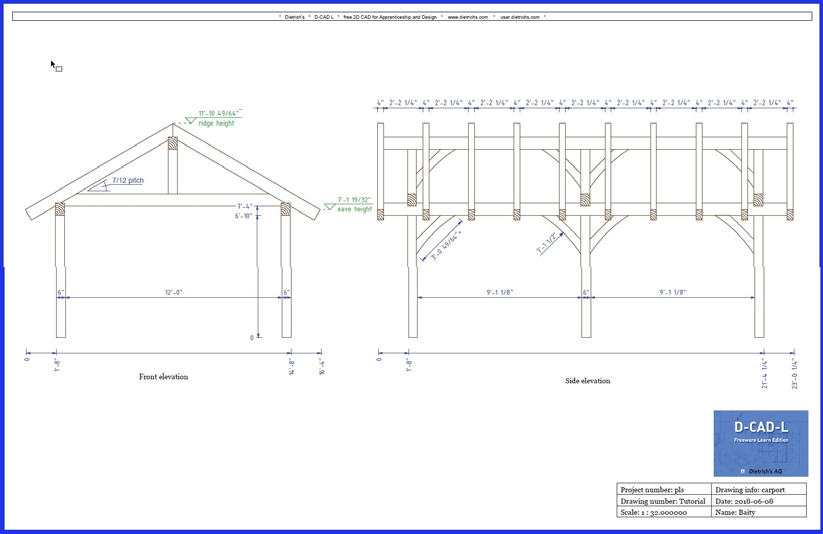 * Dietrich's * D-CAD L * free 2D CAD for Apprenticeship and Design * www.dietrichs.com * user.dietrichs.com *
11'-10 49/64"
ridge height
7/12 pitch
7'-1 19/32"
eave height
7'-4"
6'-10"
6" 12'-0" 6"
0
0 1'-8" 14'-8" 16'-4"
Front elevation
4" 2'-2 1/4" 4" 2'-2 1/4" 4" 2'-2 1/4" 4" 2'-2 1/4" 4" 2'-2 1/4" 4" 2'-2 1/4" 4" 2'-2 1/4" 4" 2'-2 1/4" 4" 2'-2 1/4" 4"
3'-0 49/64"
3'-1 1/2"
9'-1 1/8" 6" 9'-1 1/8"
0 1'-8" 21'-4 1/4" 23'-0 1/4"
Side elevation
D-CAD-L
Freeware Learn Edition
Dietrich's AG
Project number: pls Drawing info: carport
Drawing number: Tutorial Date: 2018-06-08
Scale: 1 : 32.000000 Name: Baity